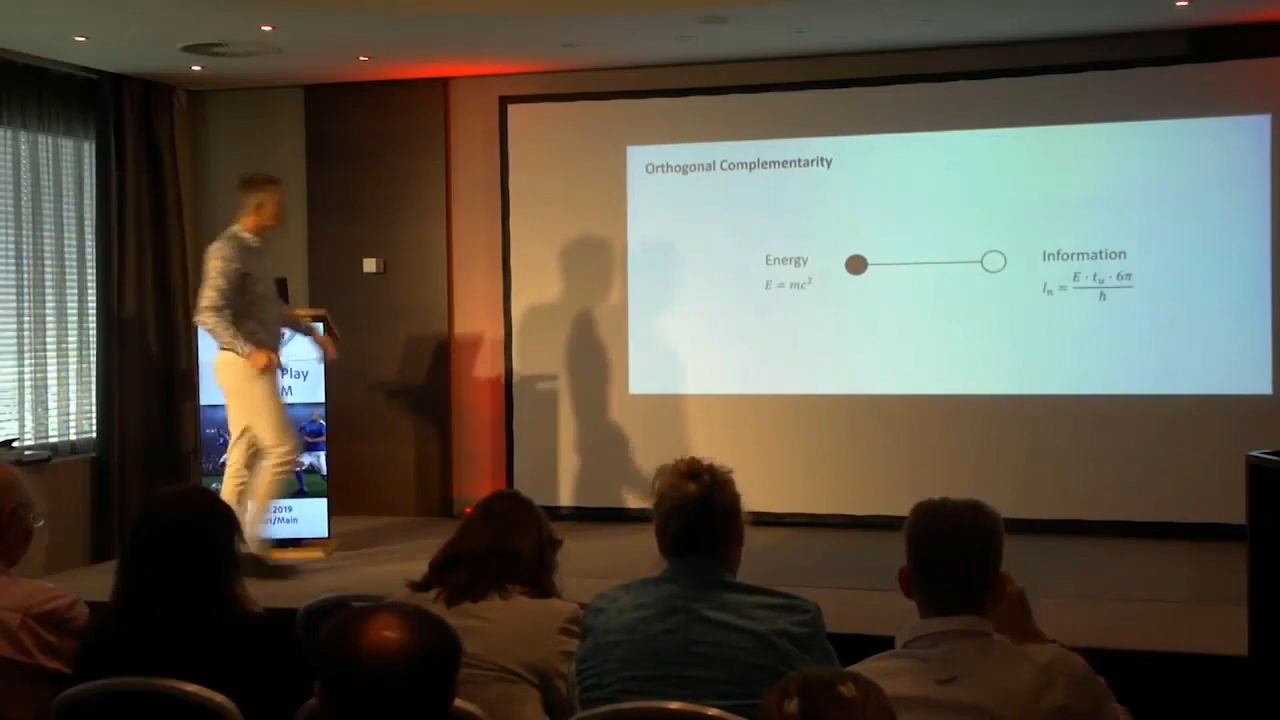 Orthogonal Complementarity
Energy
E = mc²
Information
Iₙ = E · tᵤ · 6π / h
Play
M
2019
/Main